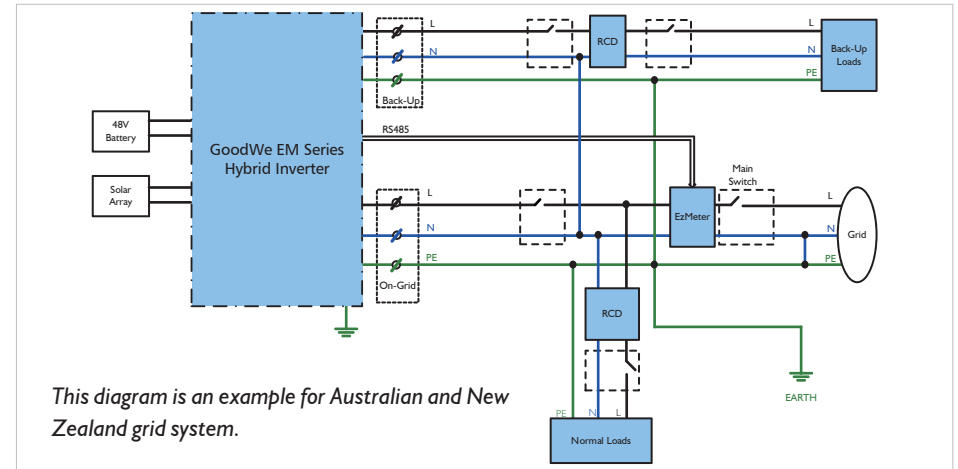 L
N
PE
Back-Up
RCD
L
N
PE
Back-Up
Loads
48V
Battery
Solar
Array
GoodWe EM Series
Hybrid Inverter
RS485
L
N
PE
On-Grid
EzMeter
Main
Switch
L
N
PE
Grid
RCD
PE
N
L
Normal Loads
EARTH
This diagram is an example for Australian and New
Zealand grid system.